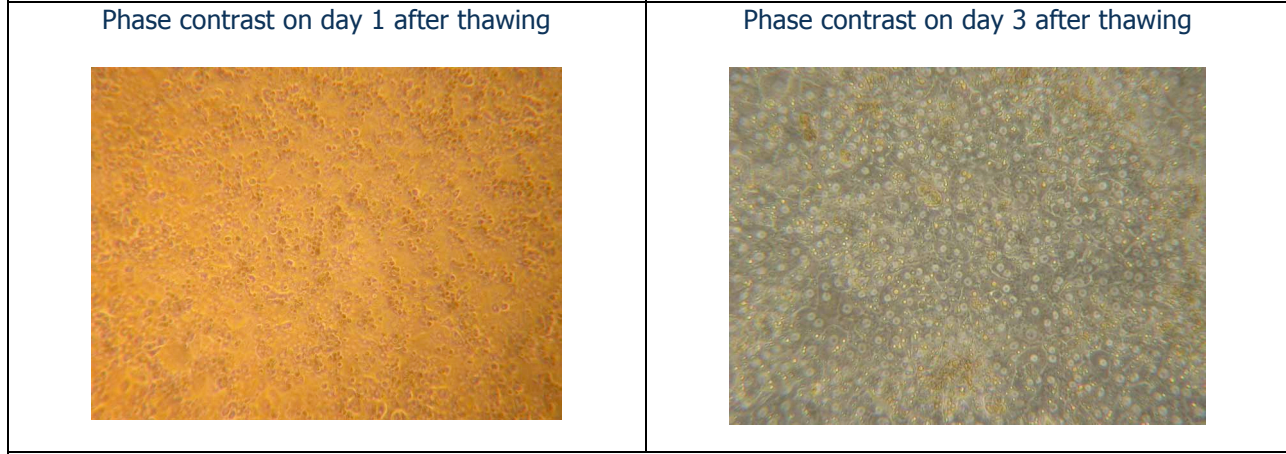 Phase contrast on day 1 after thawing
Phase contrast on day 3 after thawing